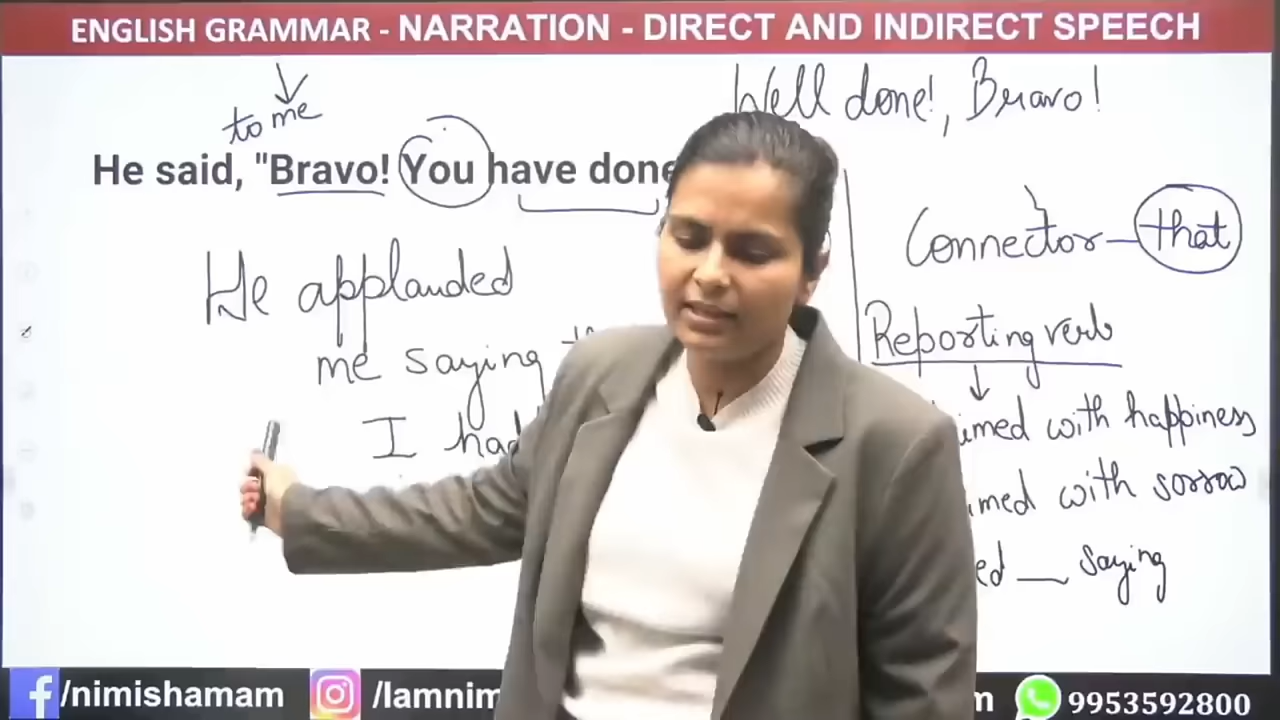 ENGLISH GRAMMAR - NARRATION - DIRECT AND INDIRECT SPEECH
Well done!, Bravo!
to me
He said, "Bravo! You have done
He applauded
me saying
I had
Connector - that
Reporting verb
with happiness
with sorrow
saying
/nimishamam
/Iamnim
9953592800